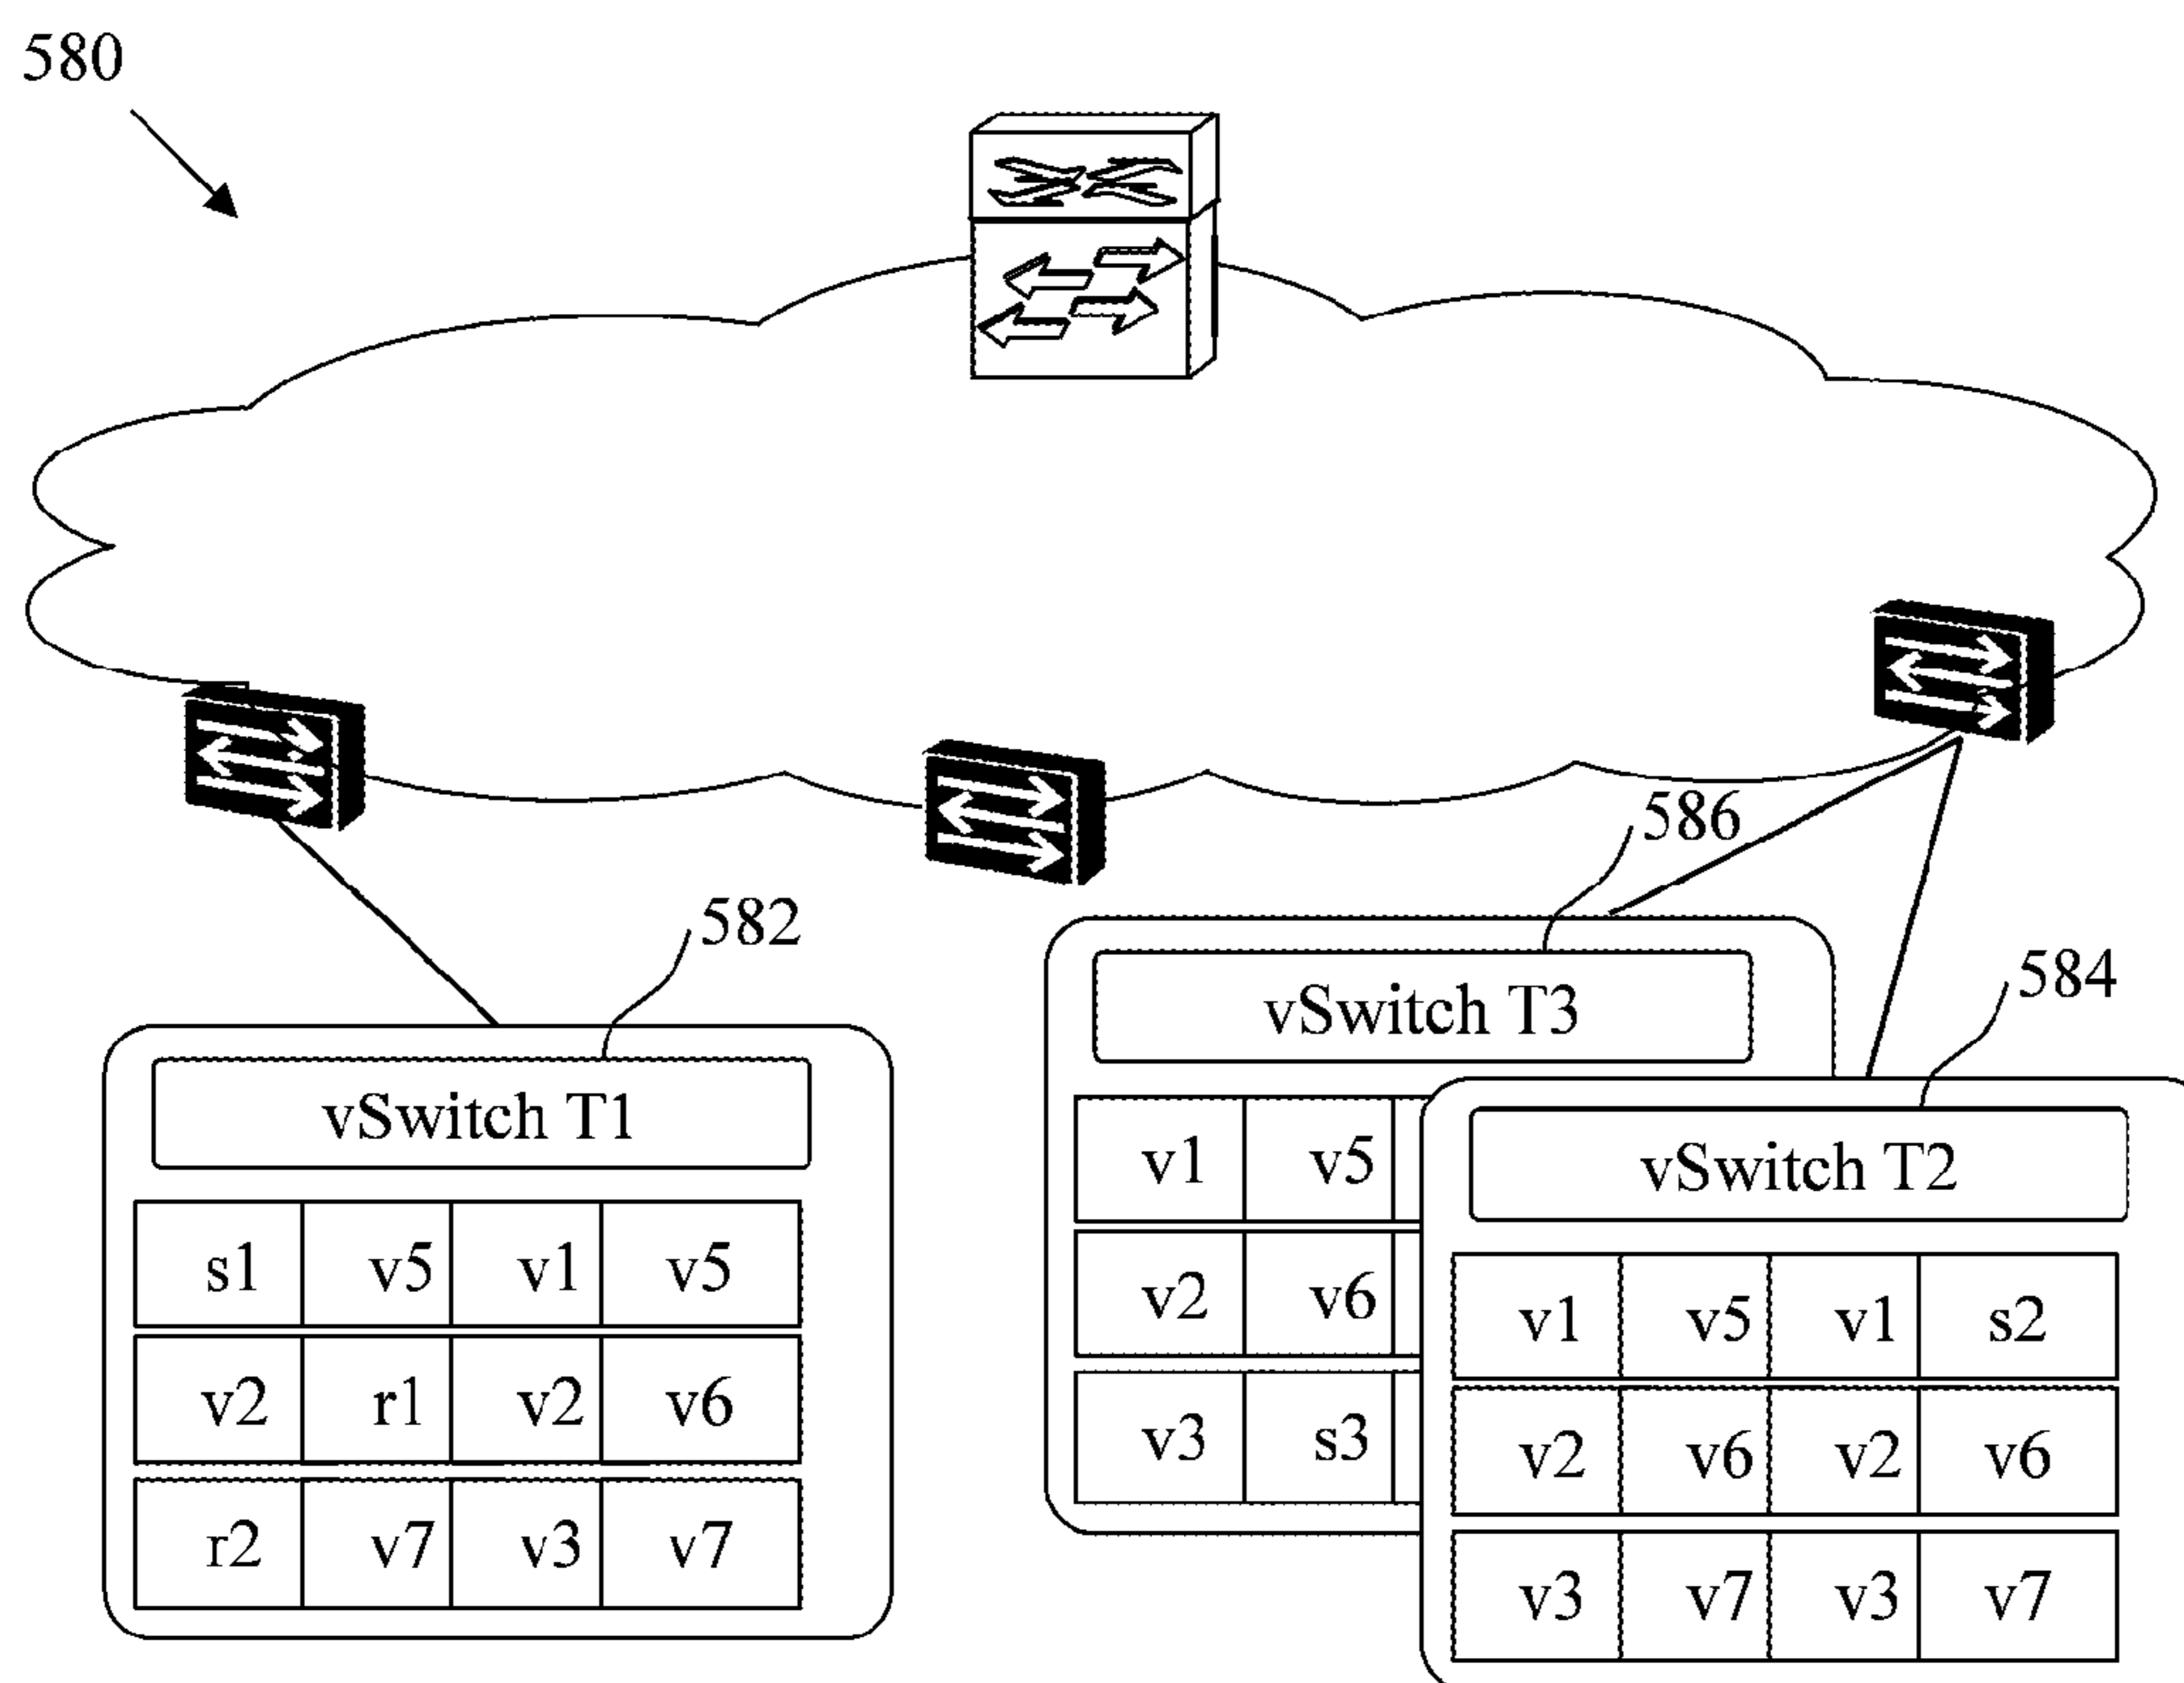 580
586
582
584
vSwitch T1
s1 v5 v1 v5
v2 r1 v2 v6
r2 v7 v3 v7
vSwitch T3
v1 v5
v2 v6
v3 s3
vSwitch T2
v1 v5 v1 s2
v2 v6 v2 v6
v3 v7 v3 v7